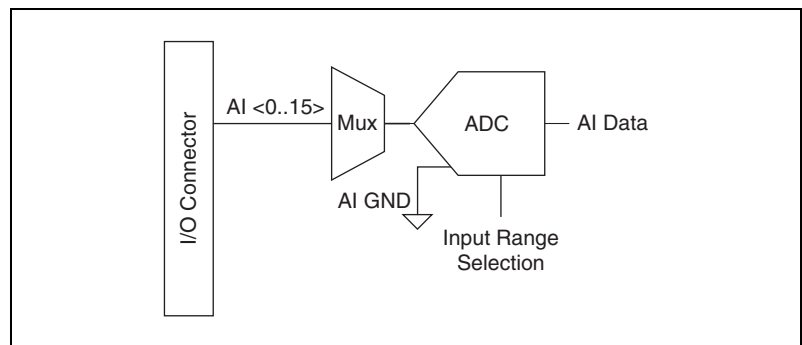 I/O Connector
AI <0..15>
Mux
ADC
AI Data
AI GND
Input Range
Selection